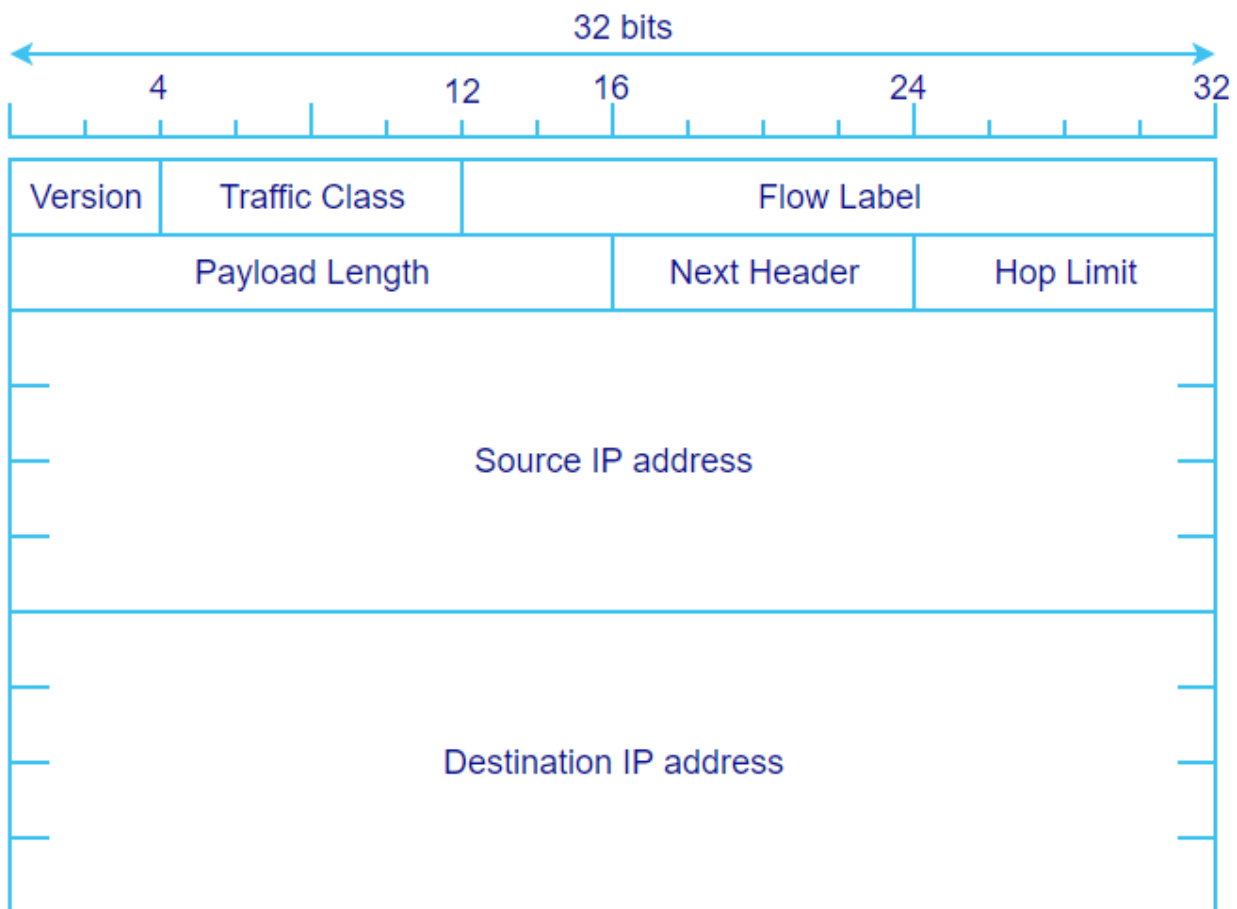 32 bits
4 12 16 24 32
Version Traffic Class Flow Label
Payload Length Next Header Hop Limit
Source IP address
Destination IP address